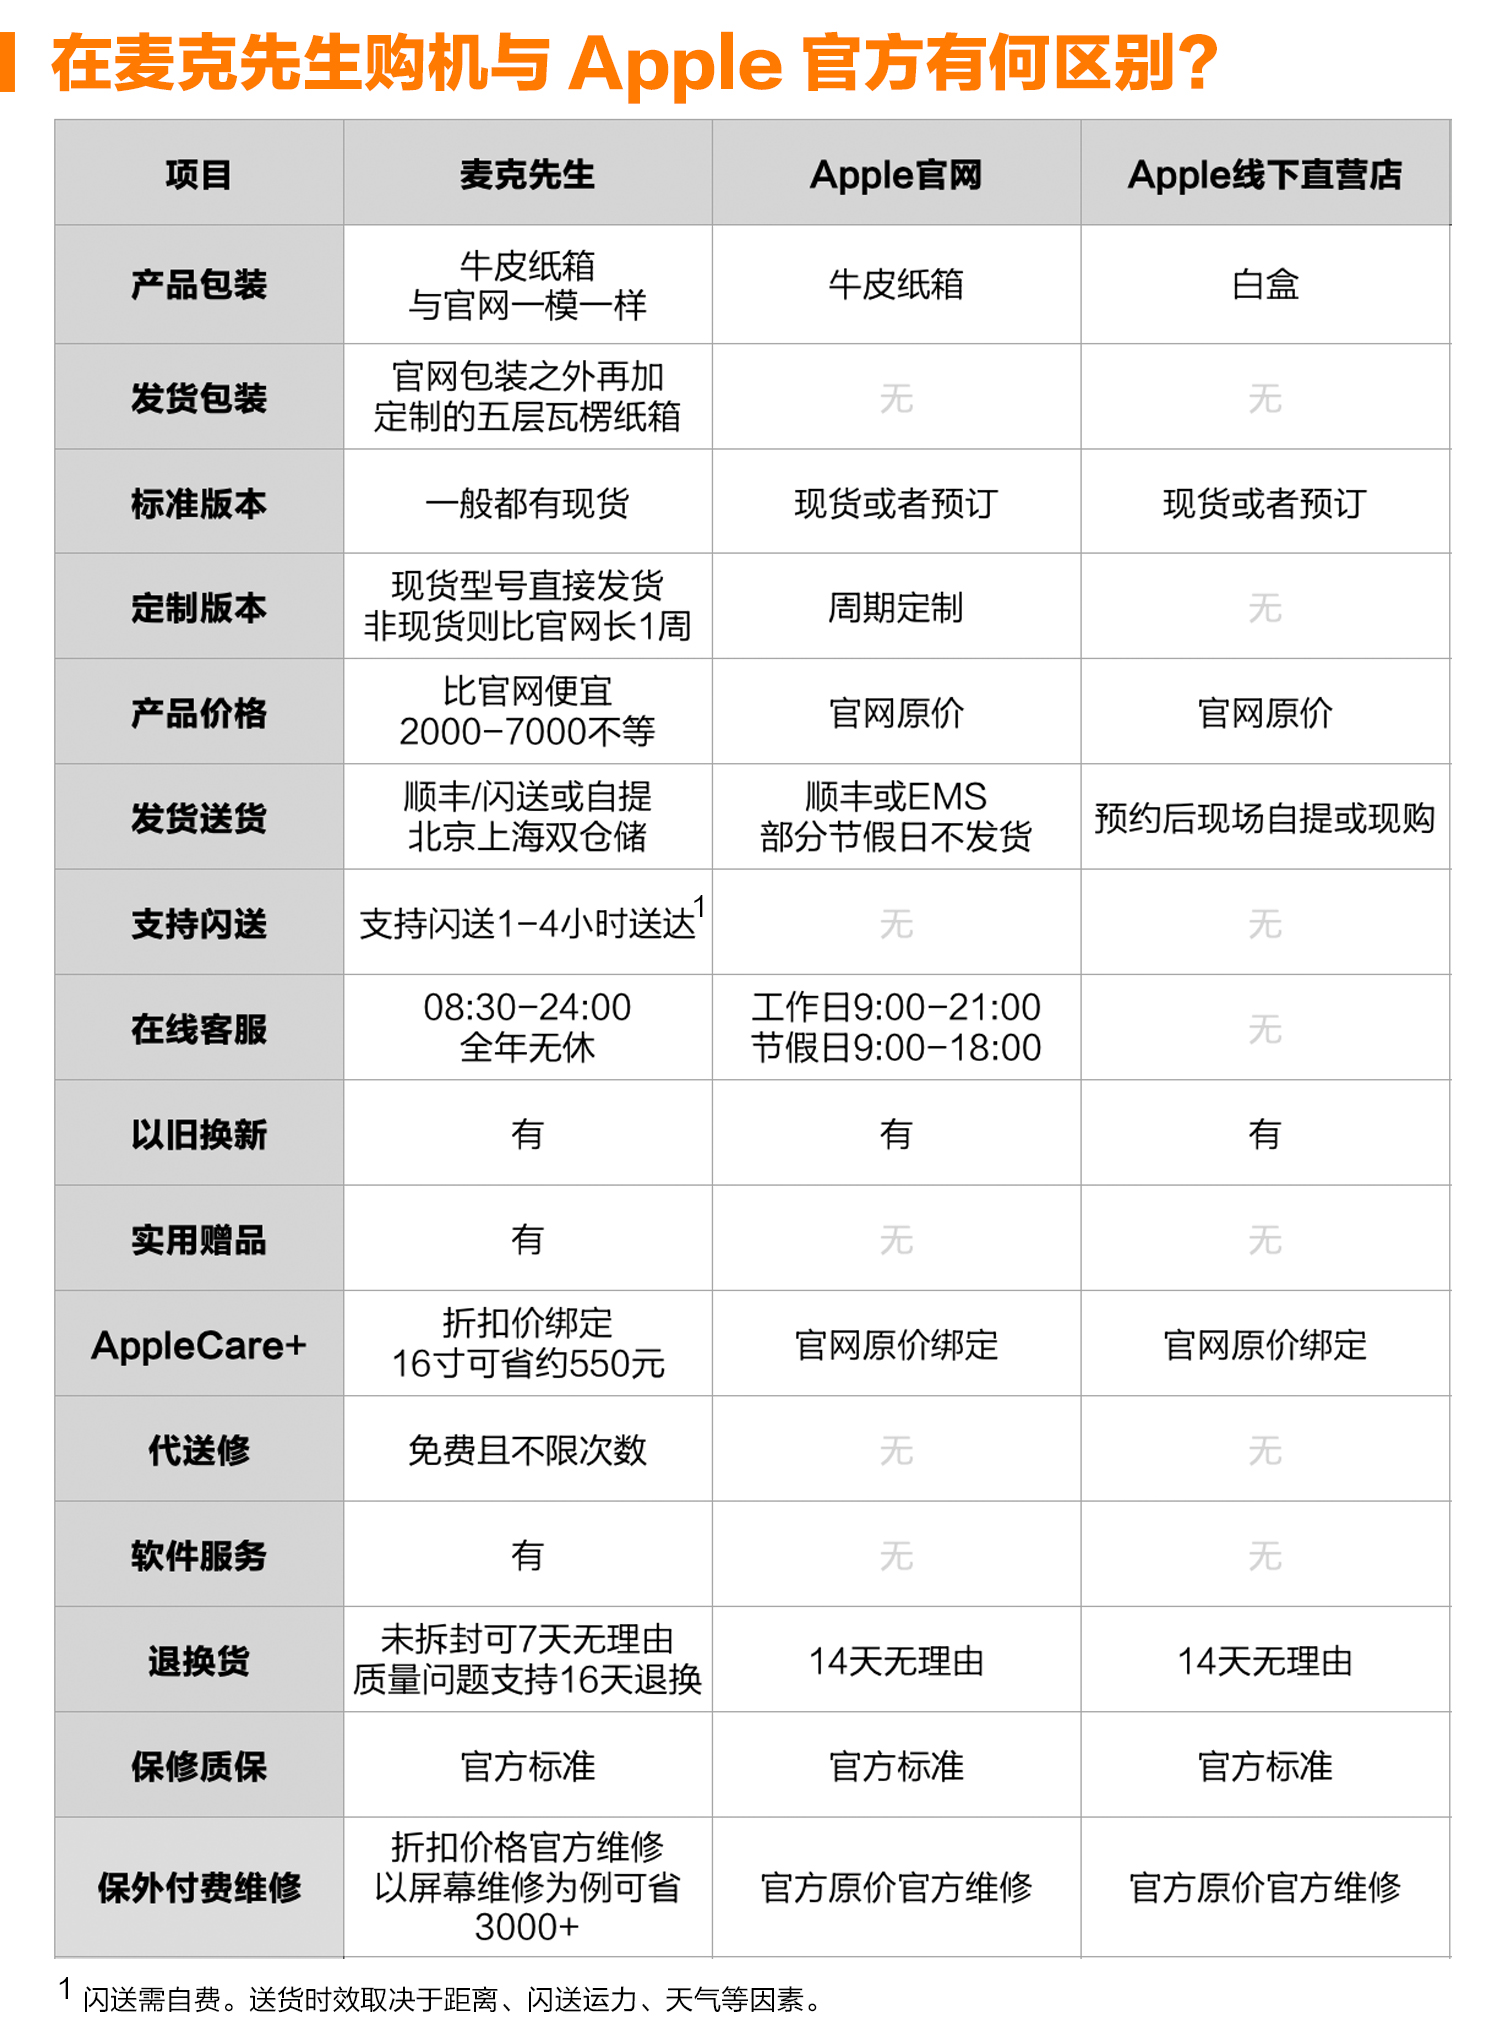 在麦克先生购机与 Apple 官方有何区别？
项目
麦克先生
Apple官网
Apple线下直营店
产品包装
牛皮纸箱
与官网一模一样
牛皮纸箱
白盒
发货包装
官网包装之外再加
定制的五层瓦楞纸箱
无
无
标准版本
一般都有现货
现货或者预订
现货或者预订
定制版本
现货型号直接发货
非现货则比官网长1周
周期定制
无
产品价格
比官网便宜
2000-7000不等
官网原价
官网原价
发货送货
顺丰/闪送或自提
北京上海双仓储
顺丰或EMS
部分节假日不发货
预约后现场自提或现购
支持闪送
支持闪送1-4小时送达1
无
无
在线客服
08:30-24:00
全年无休
工作日9:00-21:00
节假日9:00-18:00
无
以旧换新
有
有
有
实用赠品
有
无
无
AppleCare+
折扣价绑定
16寸可省约550元
官网原价绑定
官网原价绑定
代送修
免费且不限次数
无
无
软件服务
有
无
无
退换货
未拆封可7天无理由
质量问题支持16天退换
14天无理由
14天无理由
保修质保
官方标准
官方标准
官方标准
保外付费维修
折扣价格官方维修
以屏幕维修为例可省
3000+
官方原价官方维修
官方原价官方维修
1 闪送需自费。送货时效取决于距离、闪送运力、天气等因素。